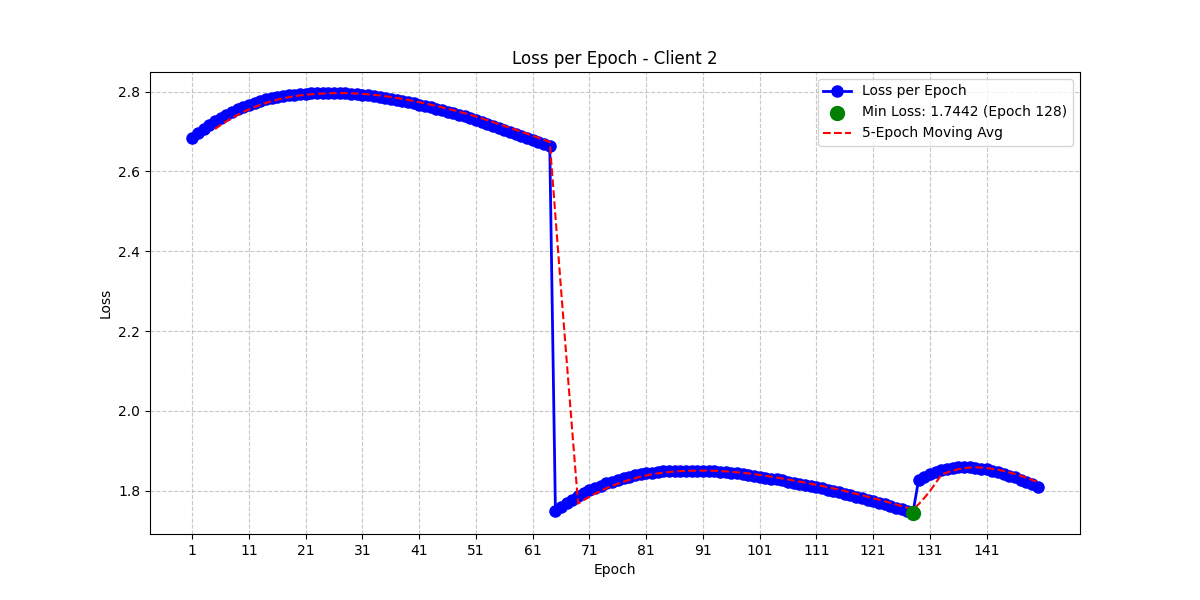 Loss per Epoch - Client 2
Loss per Epoch
Min Loss: 1.7442 (Epoch 128)
5-Epoch Moving Avg
Loss
2.8
2.6
2.4
2.2
2.0
1.8
1 11 21 31 41 51 61 71 81 91 101 111 121 131 141
Epoch